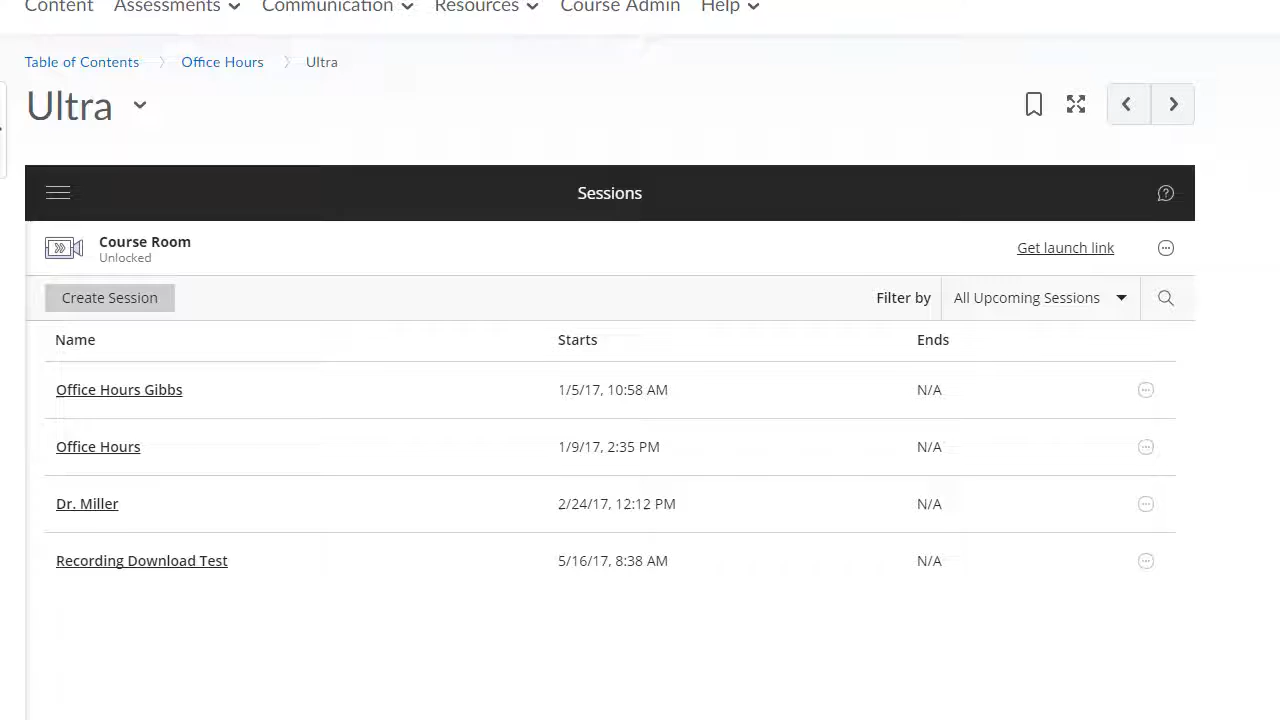 Content Assessments Communication Resources Course Admin Help
Table of Contents Office Hours Ultra
Ultra
Sessions
Course Room
Unlocked
Get launch link
Create Session Filter by All Upcoming Sessions
Name Starts Ends
Office Hours Gibbs 1/5/17, 10:58 AM N/A
Office Hours 1/9/17, 2:35 PM N/A
Dr. Miller 2/24/17, 12:12 PM N/A
Recording Download Test 5/16/17, 8:38 AM N/A